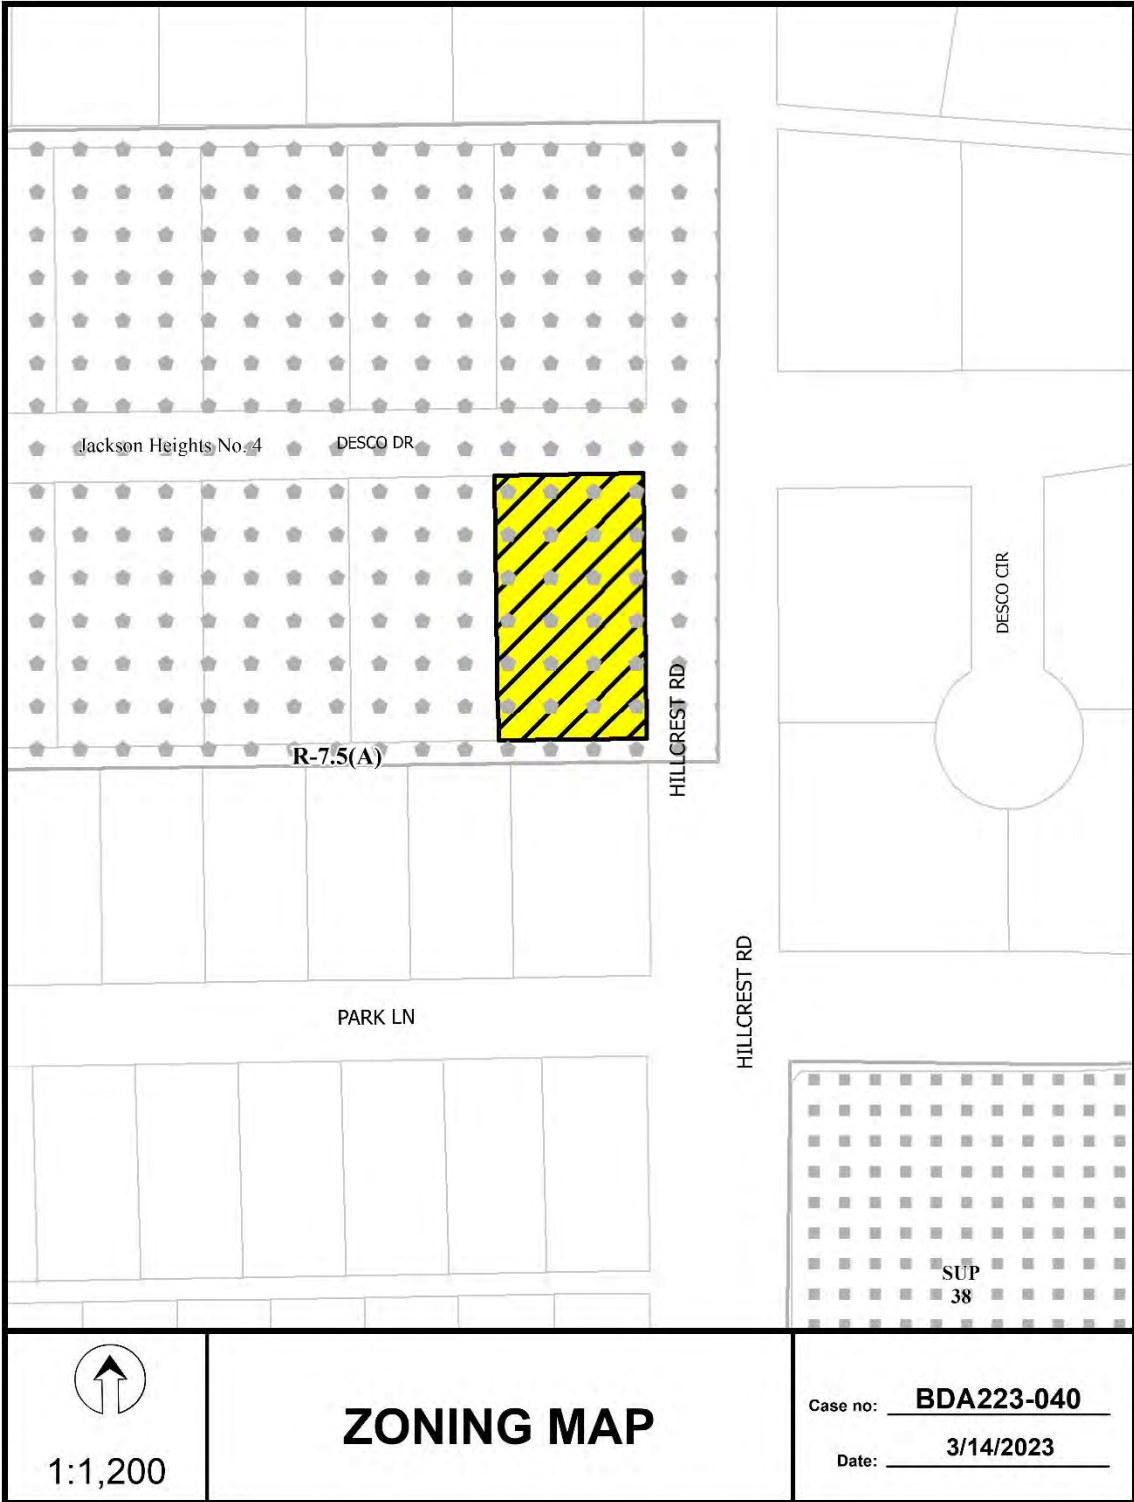 Jackson Heights No. 4
DESCO DR
DESCO CIR
HILLCREST RD
R-7.5(A)
HILLCREST RD
PARK LN
SUP
38
1:1,200
ZONING MAP
Case no: BDA223-040
Date: 3/14/2023